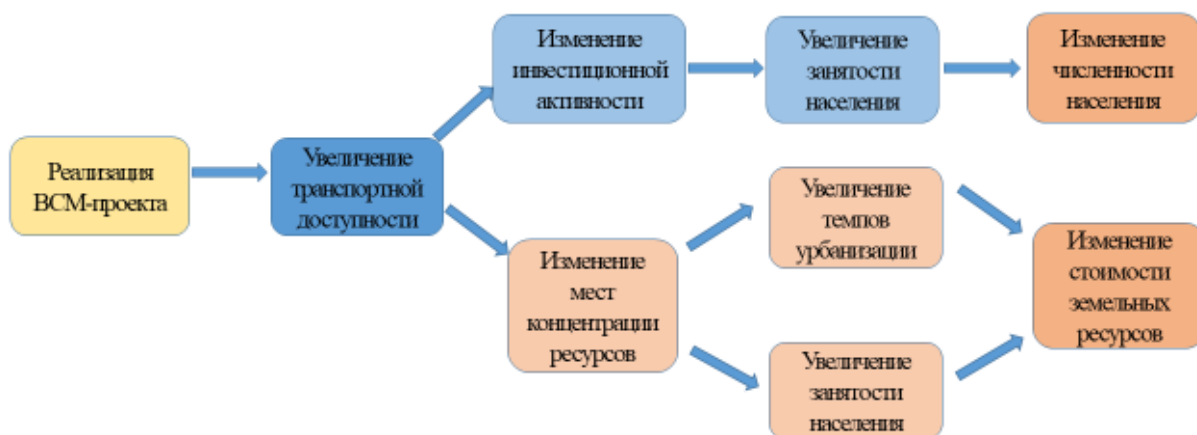 Реализация
ВСМ-проекта
Увеличение
транспортной
доступности
Изменение
инвестиционной
активности
Увеличение
занятости
населения
Изменение
численности
населения
Изменение
мест
концентрации
ресурсов
Увеличение
темпов
урбанизации
Увеличение
занятости
населения
Изменение
стоимости
земельных
ресурсов